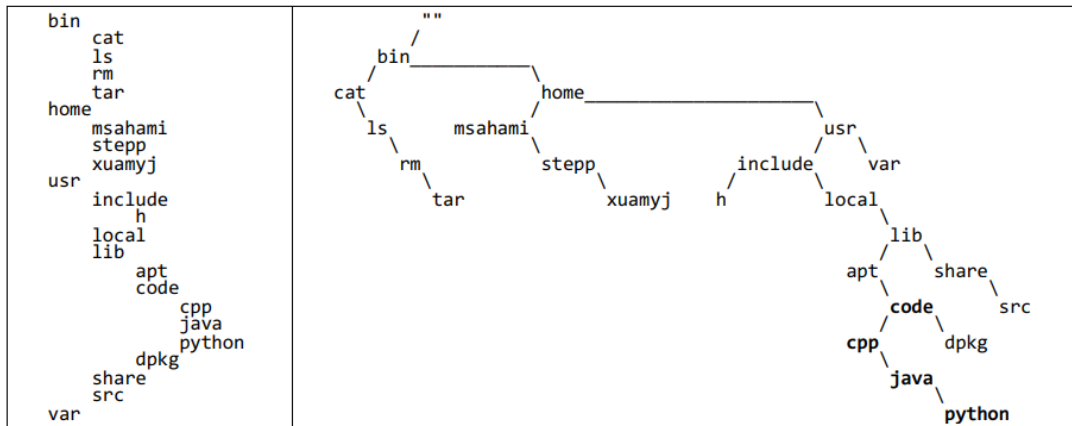 bin
cat
ls
rm
tar
home
msahami
stepp
xuamyj
usr
include
h
local
lib
apt
code
cpp
java
python
dpkg
share
src
var
""
bin
cat home
ls msahami usr
rm stepp include var
tar xuamyj h local
lib
apt share
code src
cpp dpkg
java
python